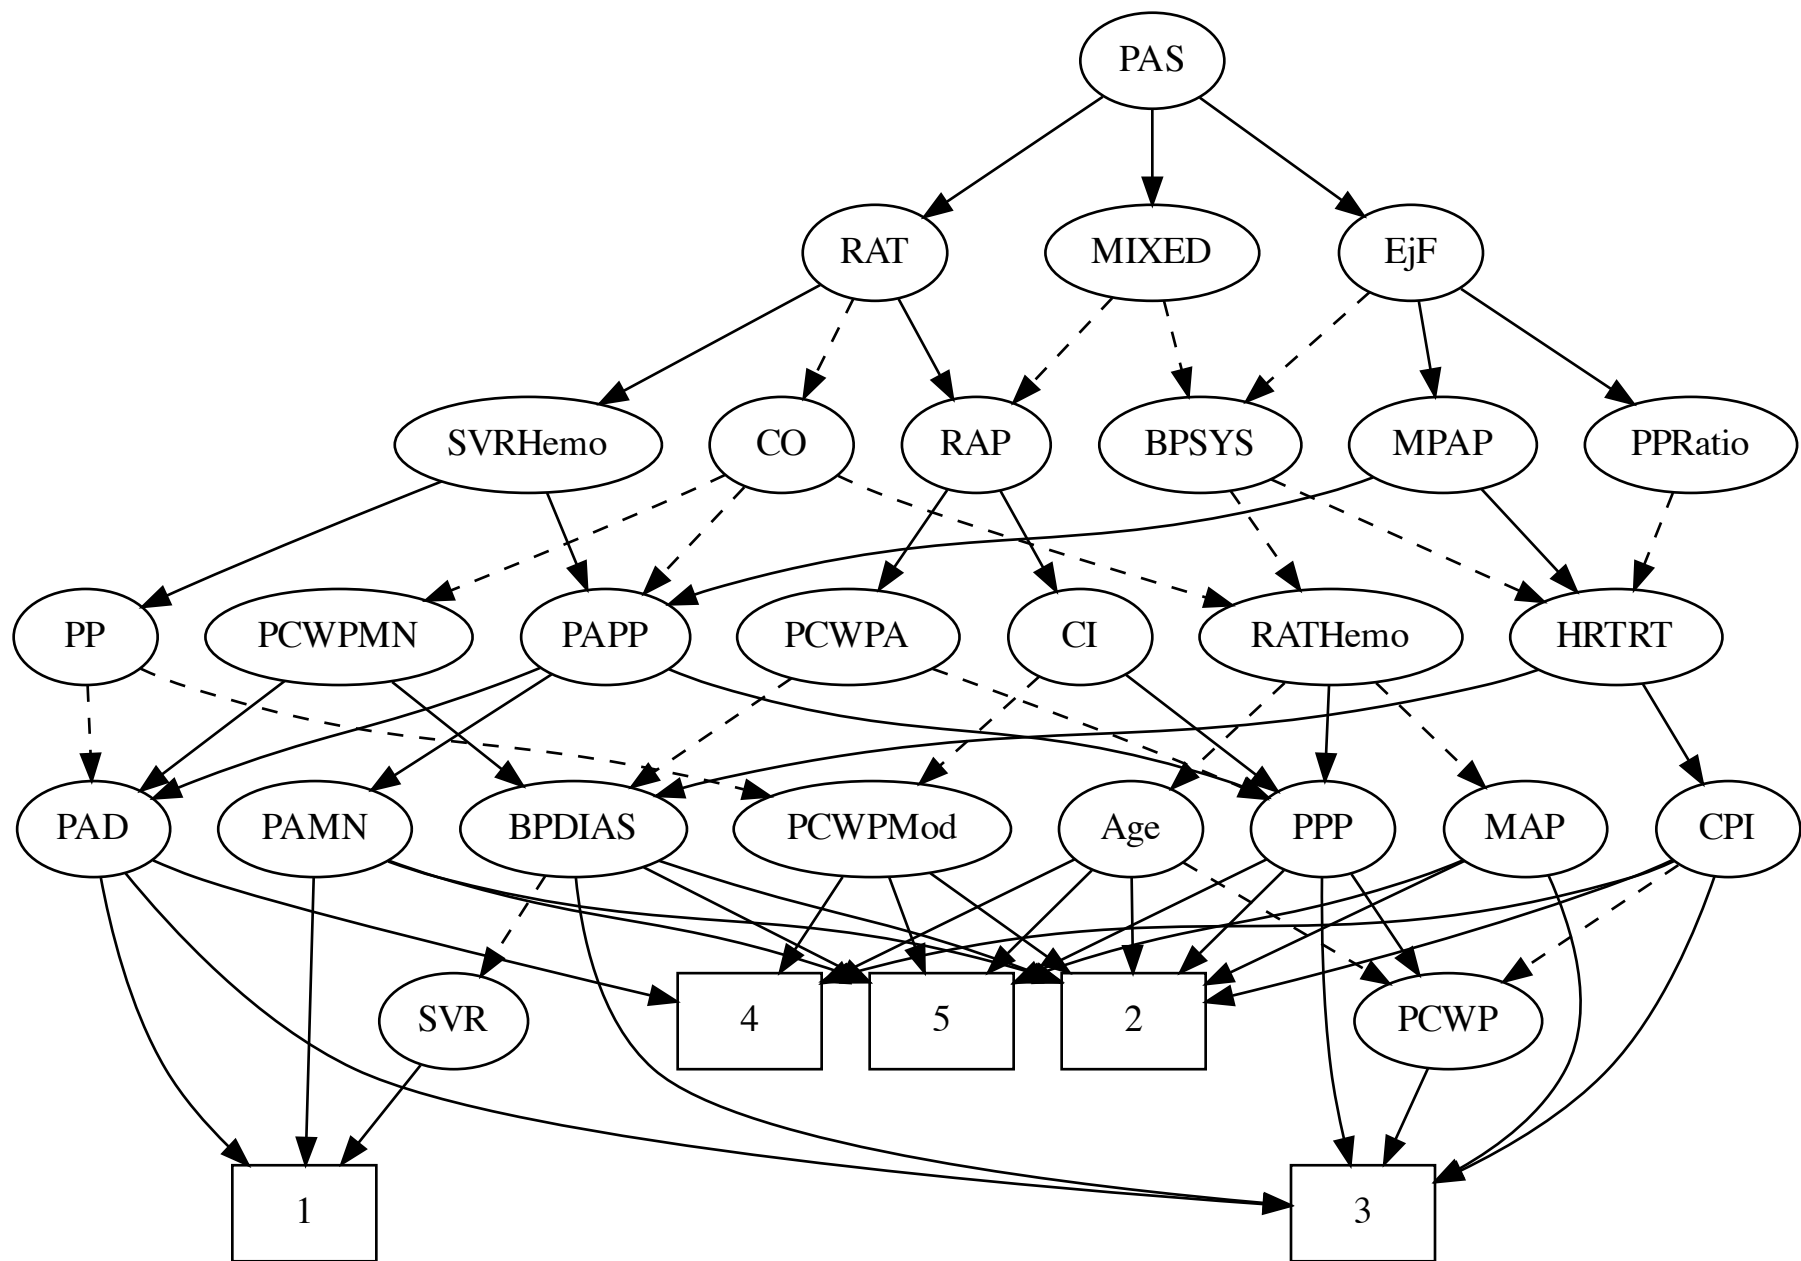 PAS
RAT
MIXED
EjF
SVRHemo
CO
RAP
BPSYS
MPAP
PPRatio
PP
PCWPMN
PAPP
PCWPA
CI
RATHemo
HRTRT
PAD
PAMN
BPDIAS
PCWPMod
Age
PPP
MAP
CPI
SVR
4
5
2
PCWP
1
3